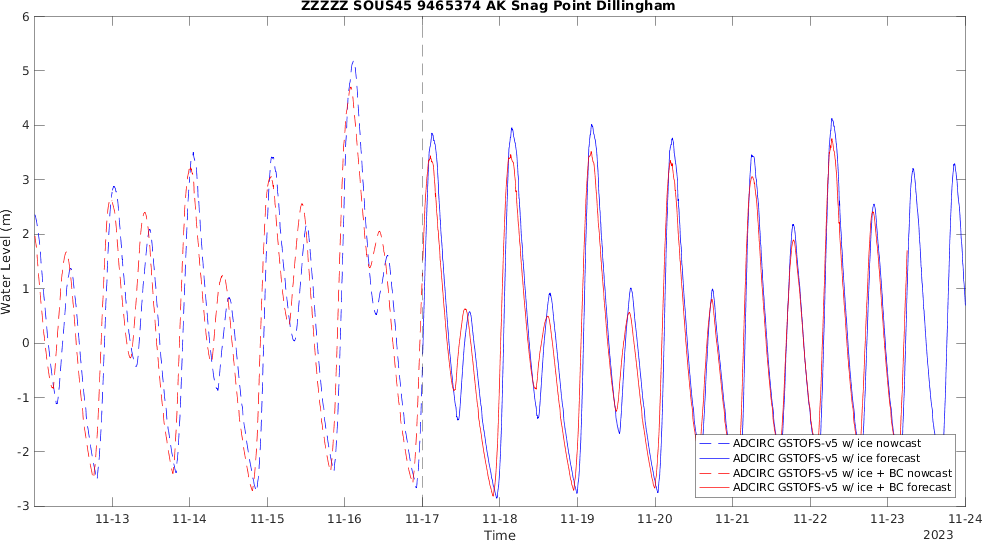 ZZZZZ SOUS45 9465374 AK Snag Point Dillingham
Water Level (m)
6
5
4
3
2
1
0
-1
-2
-3
ADCIRC GSTOFS-v5 w/ ice nowcast
ADCIRC GSTOFS-v5 w/ ice forecast
ADCIRC GSTOFS-v5 w/ ice + BC nowcast
ADCIRC GSTOFS-v5 w/ ice + BC forecast
11-13 11-14 11-15 11-16 11-17 11-18 11-19 11-20 11-21 11-22 11-23 11-24
Time
2023